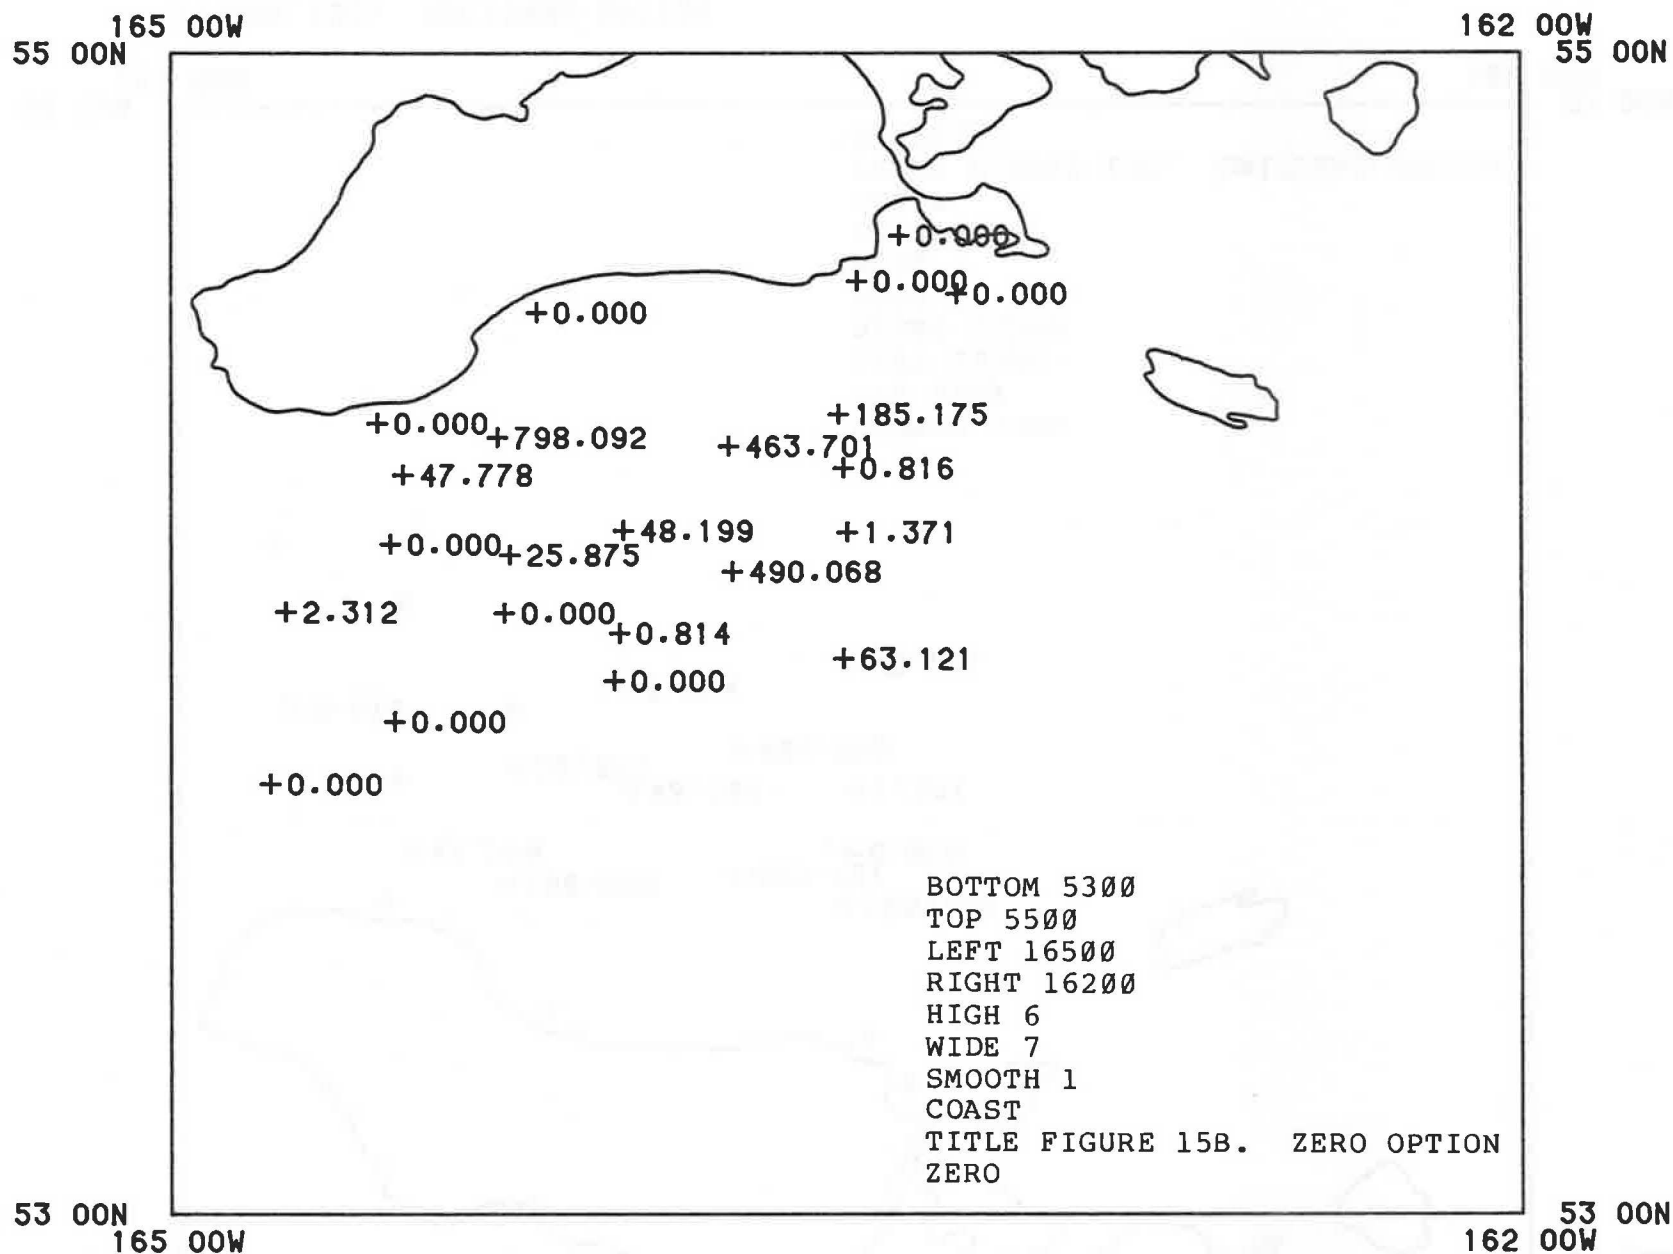 165 00W
162 00W
55 00N
55 00N
+0.000
+0.000
+0.000
+0.000
+185.175
+0.000
+798.092
+463.701
+0.816
+47.778
+48.199
+1.371
+0.000
+25.875
+490.068
+2.312
+0.000
+0.814
+63.121
+0.000
+0.000
+0.000
BOTTOM 5300
TOP 5500
LEFT 16500
RIGHT 16200
HIGH 6
WIDE 7
SMOOTH 1
COAST
TITLE FIGURE 15B. ZERO OPTION
ZERO
53 00N
53 00N
165 00W
162 00W